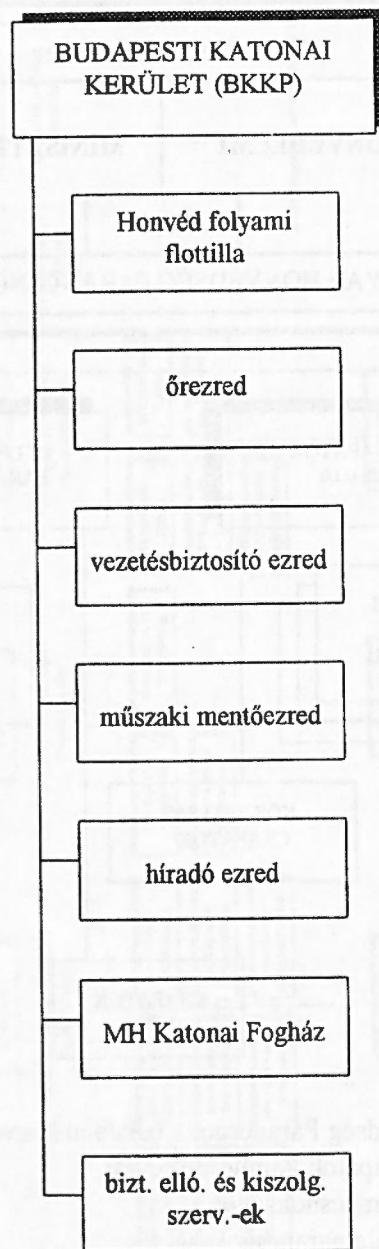 BUDAPESTI KATONAI
KERÜLET (BKKP)
Honvéd folyami
flottilla
őrezred
vezetésbiztosító ezred
műszaki mentőezred
híradó ezred
MH Katonai Fogház
bizt. elló. és kiszolg.
szerv.-ek